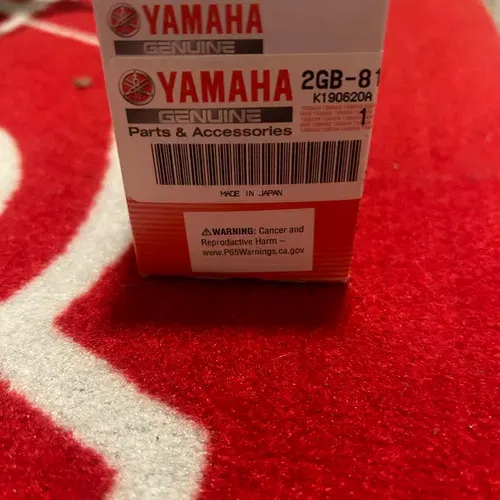 YAMAHA
GENUINE
YAMAHA 2GB-81
GENUINE K190620A
Parts & Accessories 1
MADE IN JAPAN
⚠WARNING: Cancer and
Reproductive Harm –
www.P65Warnings.ca.gov